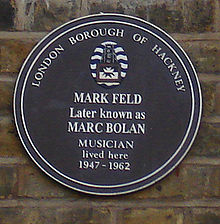 LONDON BOROUGH OF HACKNEY
MARK FELD
Later known as
MARC BOLAN
MUSICIAN
lived here
1947 - 1962